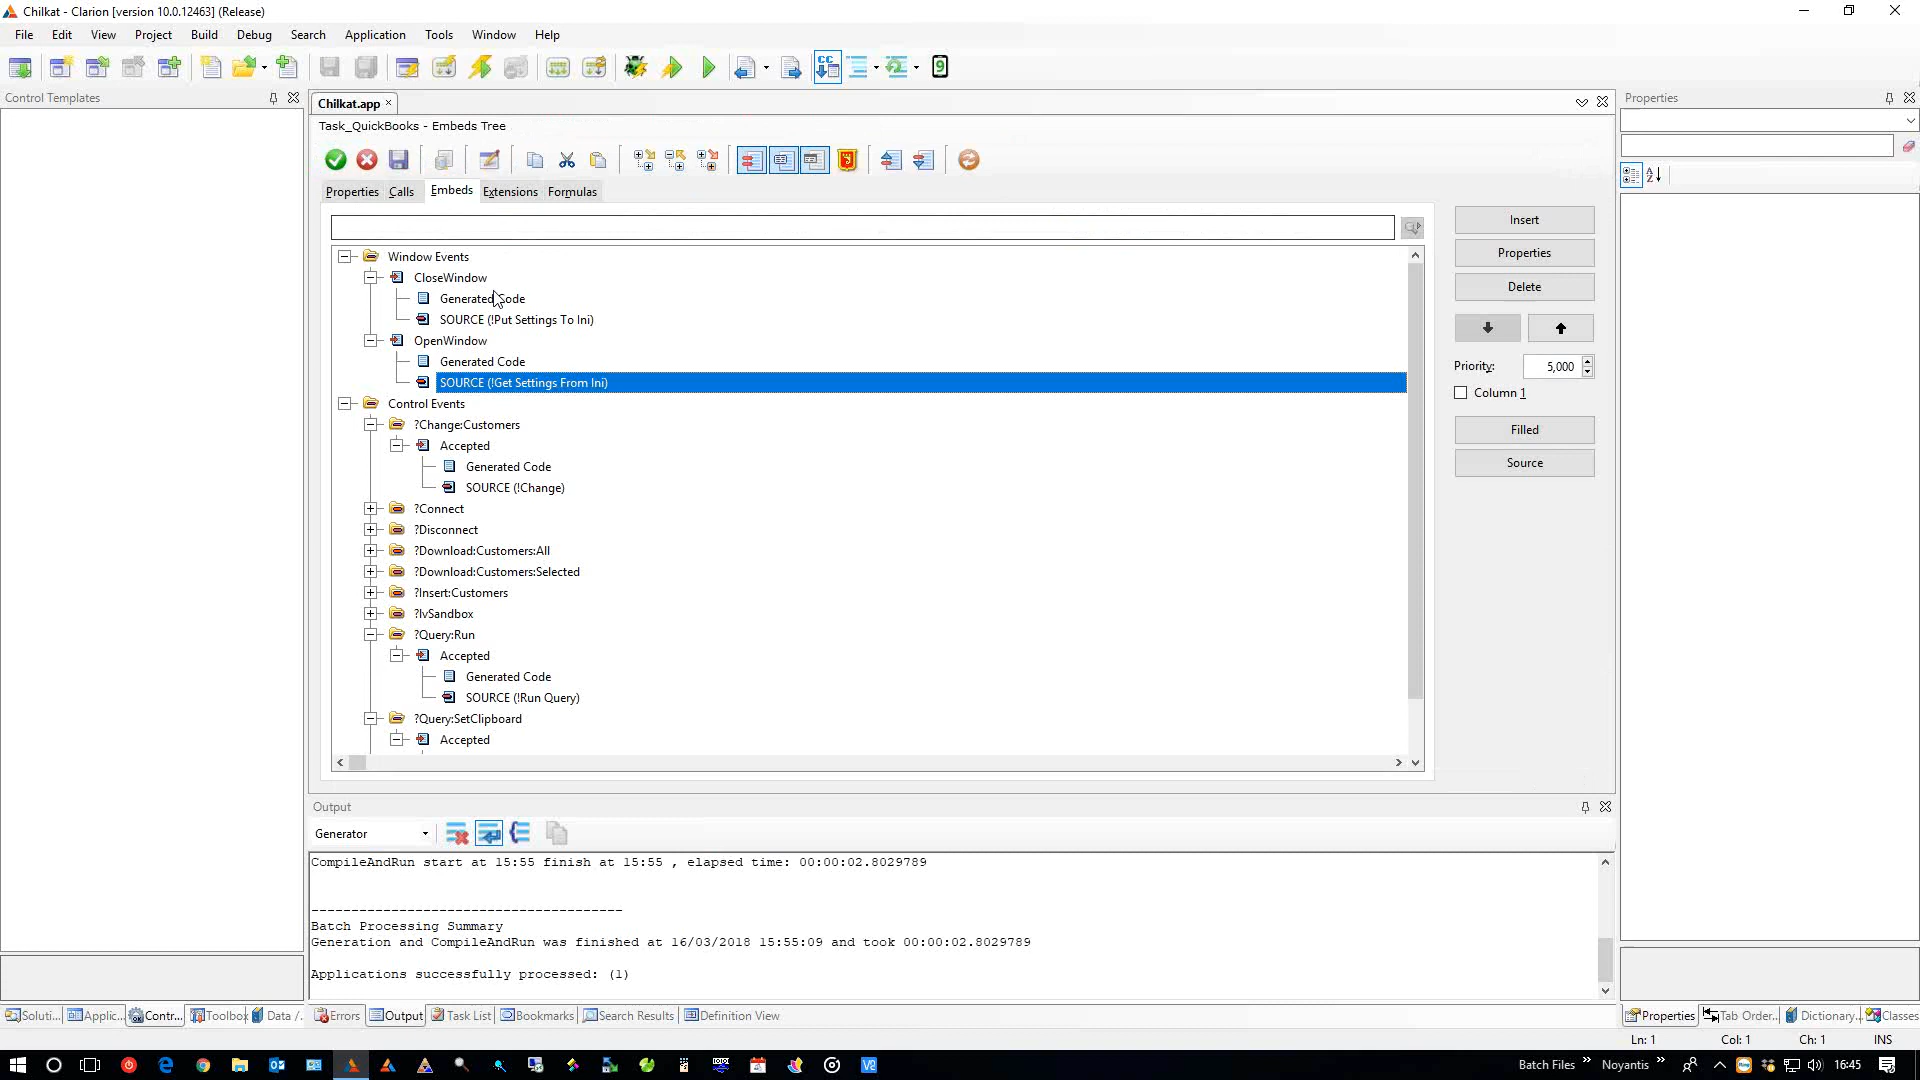 Chilkat - Clarion [version 10.0.12463] (Release)
File Edit View Project Build Debug Search Application Tools Window Help
Control Templates
Chilkat.app
Properties
Task_QuickBooks - Embeds Tree
Properties Calls Embeds Extensions Formulas
Window Events
CloseWindow
Generated Code
SOURCE (!Put Settings To Ini)
OpenWindow
Generated Code
SOURCE (!Get Settings From Ini)
Control Events
?Change:Customers
Accepted
Generated Code
SOURCE (!Change)
?Connect
?Disconnect
?Download:Customers:All
?Download:Customers:Selected
?Insert:Customers
?lvSandbox
?Query:Run
Accepted
Generated Code
SOURCE (!Run Query)
?Query:SetClipboard
Accepted
Insert
Properties
Delete
Priority: 5,000
Column 1
Filled
Source
Output
Generator
CompileAndRun start at 15:55 finish at 15:55 , elapsed time: 00:00:02.8029789
---------------------------------------
Batch Processing Summary
Generation and CompileAndRun was finished at 16/03/2018 15:55:09 and took 00:00:02.8029789
Applications successfully processed: (1)
Soluti... Applic... Contr... Toolbox Data /... Errors Output Task List Bookmarks Search Results Definition View Properties Tab Order... Dictionary... Classes
Ln: 1 Col: 1 Ch: 1 INS
Batch Files Noyantis 16:45